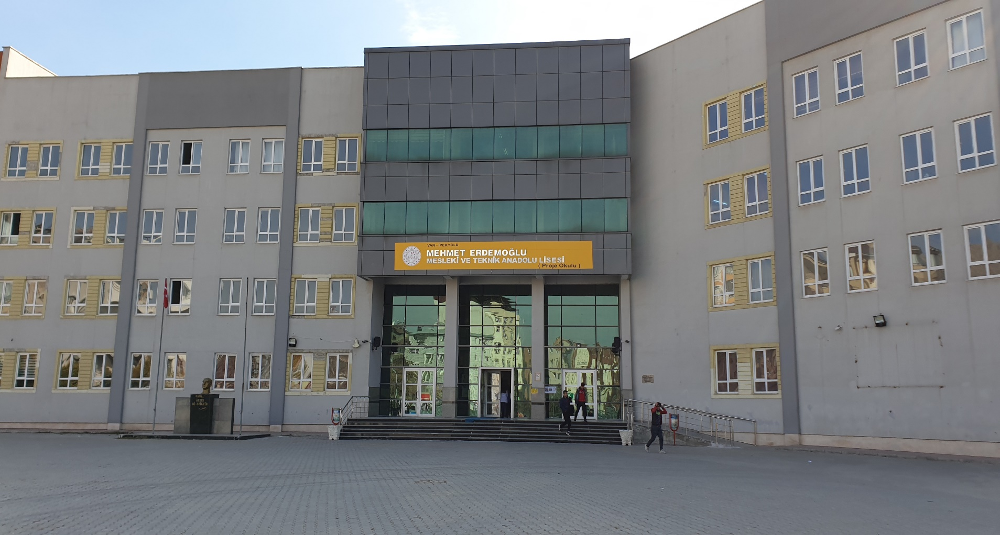 VAN - İPEKYOLU
MEHMET ERDEMOĞLU
MESLEKİ VE TEKNİK ANADOLU LİSESİ
( Proje Okulu )